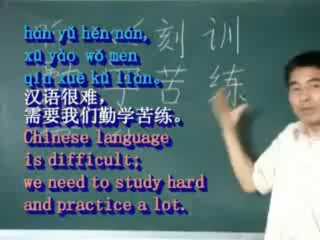 hàn yǔ hěn nán,
xū yào wǒ men
qín xué kǔ liàn.
汉语很难,
需要我们勤学苦练。
Chinese language
is difficult;
we need to study hard
and practice a lot.
刻 训
苦 练